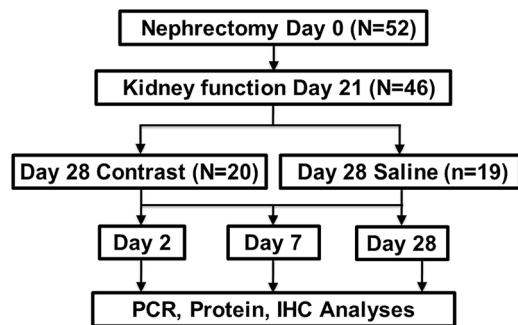 Nephrectomy Day 0 (N=52)
Kidney function Day 21 (N=46)
Day 28 Contrast (N=20)
Day 28 Saline (n=19)
Day 2
Day 7
Day 28
PCR, Protein, IHC Analyses